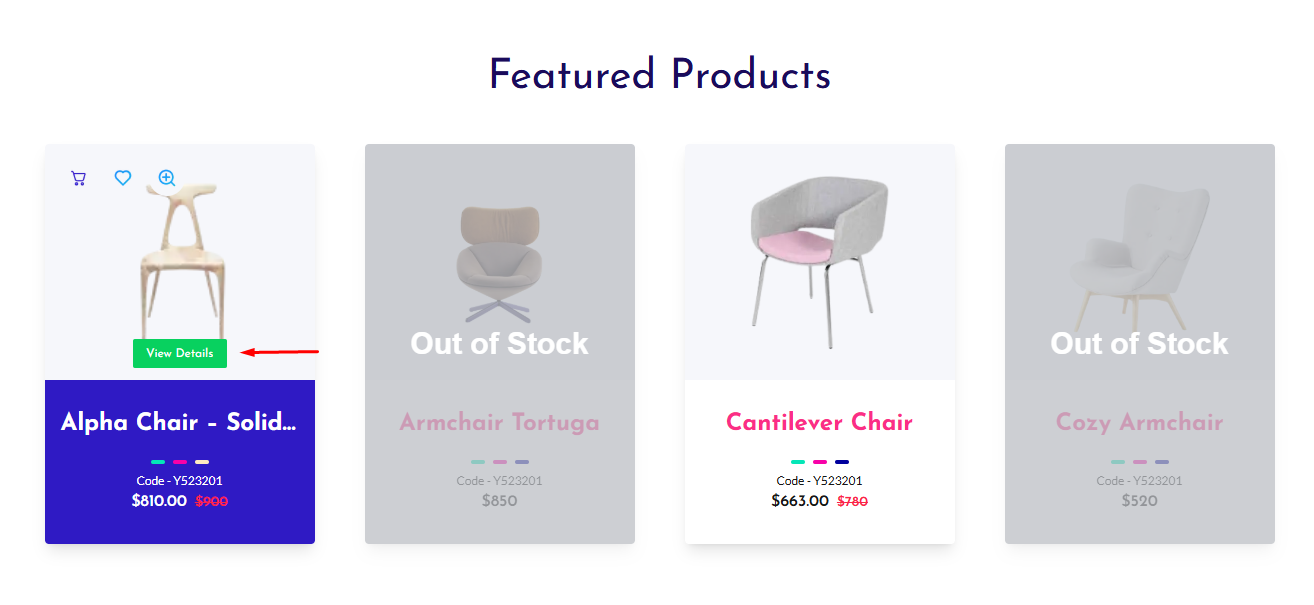 Featured Products
View Details
Alpha Chair – Solid...
Code - Y523201
$810.00 $900
Out of Stock
Armchair Tortuga
Code - Y523201
$850
Cantilever Chair
Code - Y523201
$663.00 $780
Out of Stock
Cozy Armchair
Code - Y523201
$520